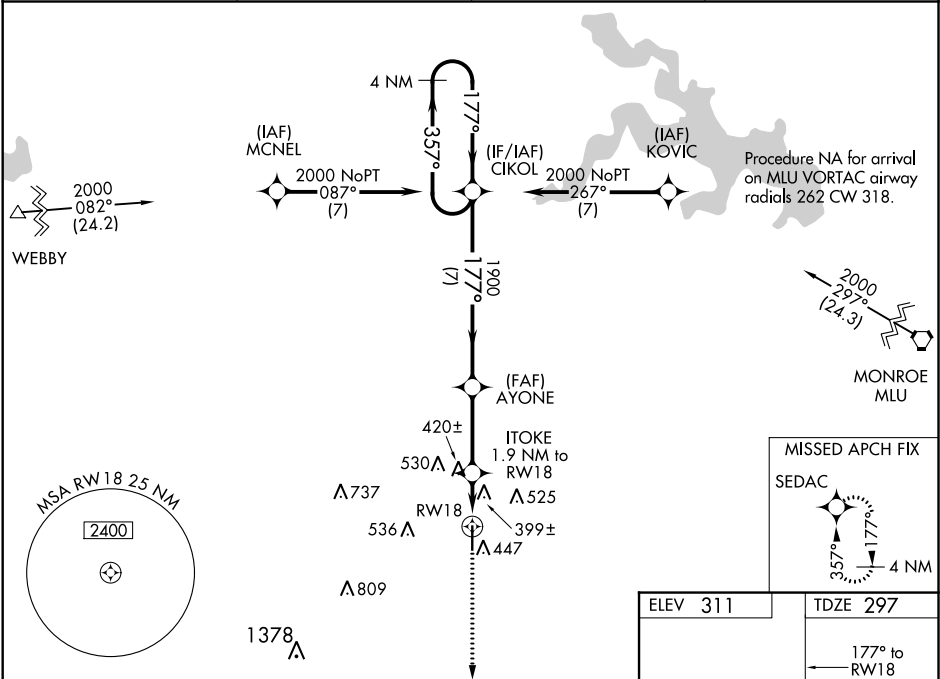 4 NM
177°
357°
(IAF)
MCNEL
2000 NoPT
087°
(7)
(IF/IAF)
CIKOL
(IAF)
KOVIC
2000 NoPT
267°
(7)
Procedure NA for arrival
on MLU VORTAC airway
radials 262 CW 318.
2000
082°
(24.2)
WEBBY
1900
177°
(7)
2000
297°
(24.3)
MONROE
MLU
(FAF)
AYONE
420±
530
ITOKE
1.9 NM to
RW18
737
525
RW18
536
399±
447
809
1378
MSA RW18 25 NM
2400
MISSED APCH FIX
SEDAC
357°
177°
4 NM
ELEV 311
TDZE 297
177° to
RW18